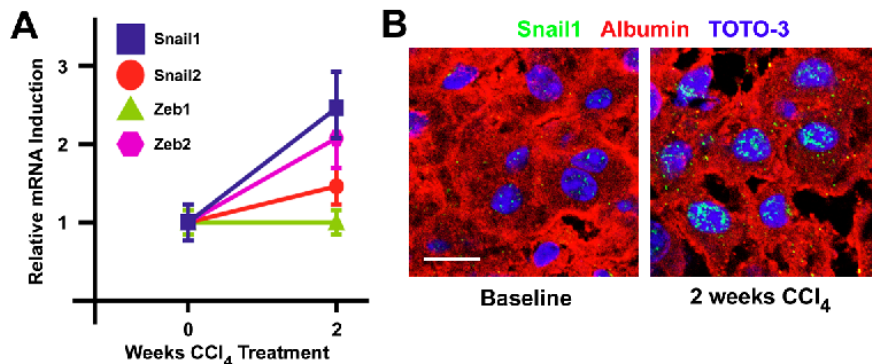 A
Snail1
Snail2
Zeb1
Zeb2
3
2
1
Relative mRNA Induction
0 2
Weeks CCl4 Treatment
B
Snail1 Albumin TOTO-3
Baseline
2 weeks CCl4